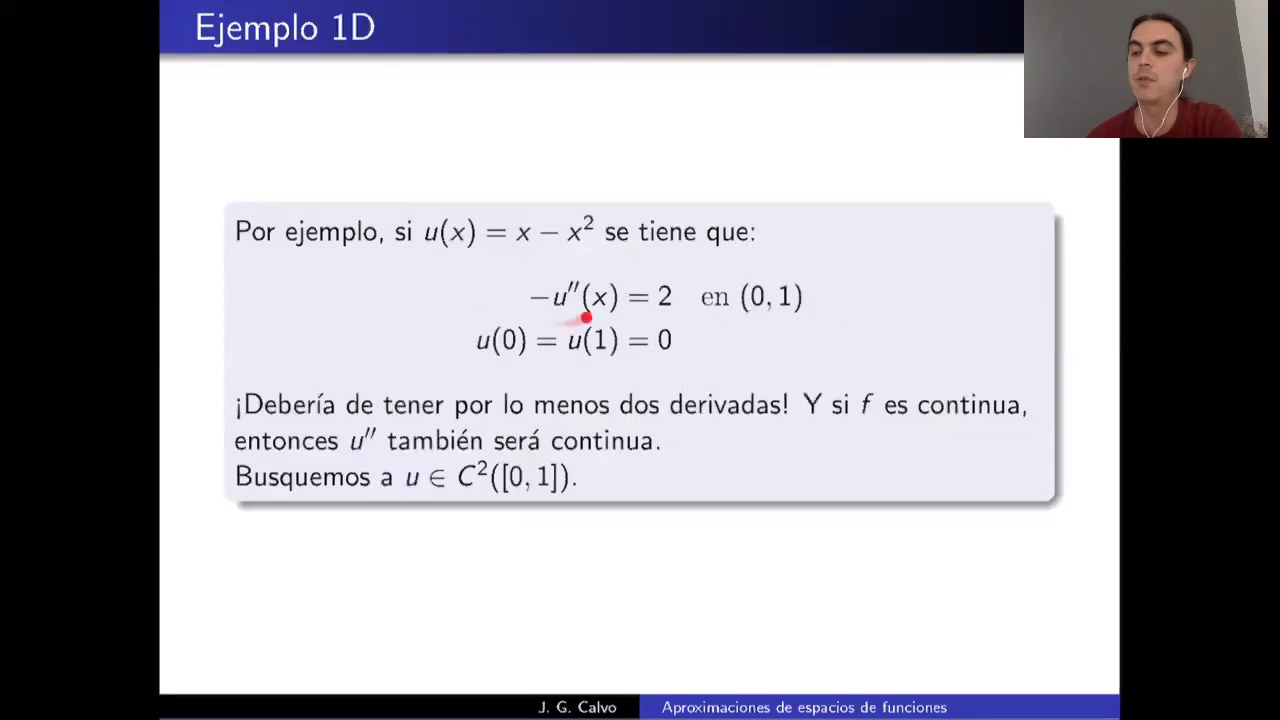 Ejemplo 1D
Por ejemplo, si u(x) = x − x² se tiene que:
−u′′(x) = 2 en (0, 1)
u(0) = u(1) = 0
¡Debería de tener por lo menos dos derivadas! Y si f es continua,
entonces u′′ también será continua.
Busquemos a u ∈ C²([0, 1]).
J. G. Calvo Aproximaciones de espacios de funciones